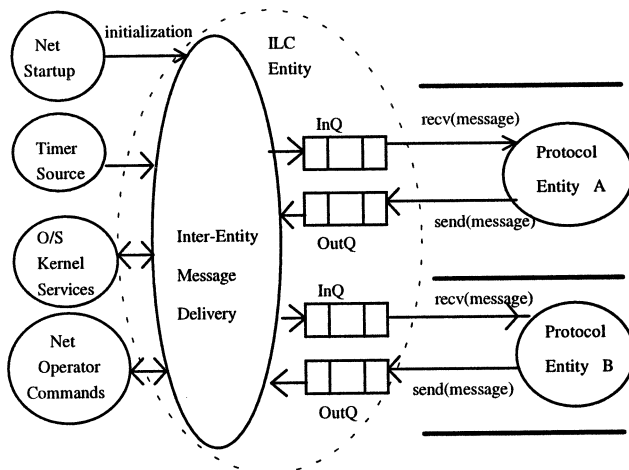 Net
Startup
initialization
ILC
Entity
Timer
Source
O/S
Kernel
Services
Net
Operator
Commands
Inter-Entity
Message
Delivery
InQ
recv(message)
Protocol
Entity A
send(message)
OutQ
InQ
recv(message)
Protocol
Entity B
send(message)
OutQ